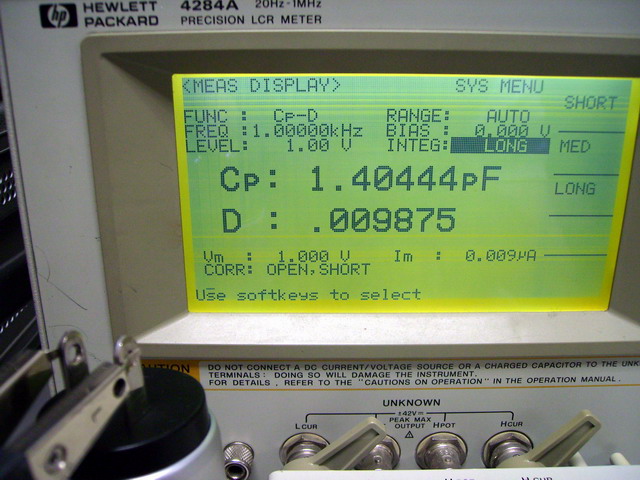 hp HEWLETT PACKARD 4284A 20Hz-1MHz
PRECISION LCR METER
<MEAS DISPLAY> SYS MENU
SHORT
FUNC : Cp-D RANGE: AUTO
FREQ :1.00000kHz BIAS : 0.000 V
LEVEL: 1.00 V INTEG: LONG
MED
Cp: 1.40444pF
LONG
D : .009875
Vm : 1.000 V Im : 0.009µA
CORR: OPEN,SHORT
Use softkeys to select
CAUTION
DO NOT CONNECT A DC CURRENT/VOLTAGE SOURCE OR A CHARGED CAPACITOR TO THE UNK
TERMINALS: DOING SO WILL DAMAGE THE INSTRUMENT.
FOR DETAILS , REFER TO THE "CAUTIONS ON OPERATION" IN THE OPERATION MANUAL.
UNKNOWN
±42V
PEAK MAX
OUTPUT
LCUR HPOT HCUR